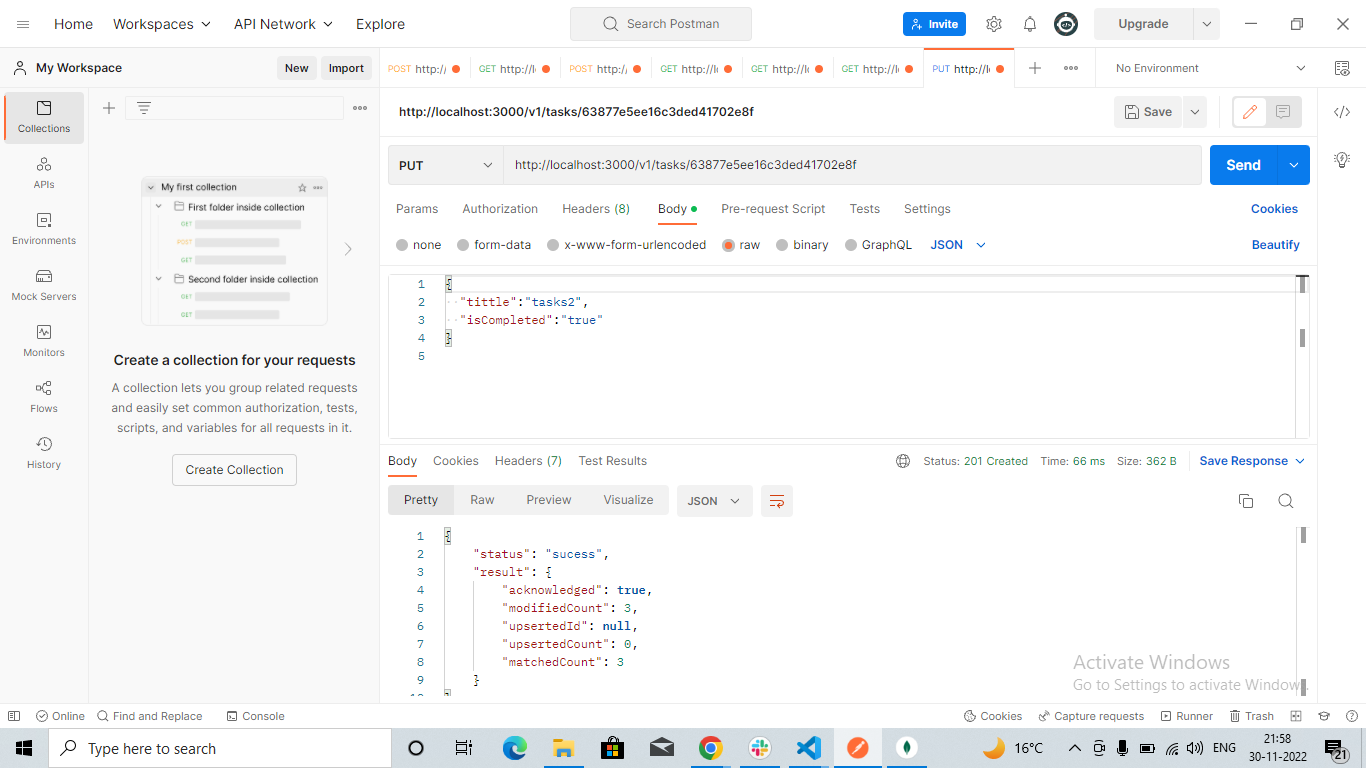 Home Workspaces API Network Explore Search Postman Invite Upgrade
My Workspace New Import POST http:/ GET http://l GET http://l POST http:/ GET http://l GET http://l GET http://l PUT http://l No Environment
http://localhost:3000/v1/tasks/63877e5ee16c3ded41702e8f Save
PUT http://localhost:3000/v1/tasks/63877e5ee16c3ded41702e8f Send
Params Authorization Headers (8) Body Pre-request Script Tests Settings Cookies
none form-data x-www-form-urlencoded raw binary GraphQL JSON Beautify
1 {
2 "tittle":"tasks2",
3 "isCompleted":"true"
4 }
5
Collections
APIs
Environments
Mock Servers
Monitors
Flows
History
My first collection
First folder inside collection
GET
POST
GET
Second folder inside collection
GET
GET
Create a collection for your requests
A collection lets you group related requests
and easily set common authorization, tests,
scripts, and variables for all requests in it.
Create Collection
Body Cookies Headers (7) Test Results Status: 201 Created Time: 66 ms Size: 362 B Save Response
Pretty Raw Preview Visualize JSON
1 {
2 "status": "sucess",
3 "result": {
4 "acknowledged": true,
5 "modifiedCount": 3,
6 "upsertedId": null,
7 "upsertedCount": 0,
8 "matchedCount": 3
9 }
10 }
Activate Windows
Go to Settings to activate Windows.
Online Find and Replace Console Cookies Capture requests Runner Trash
Type here to search 16°C ENG 21:58
30-11-2022 21